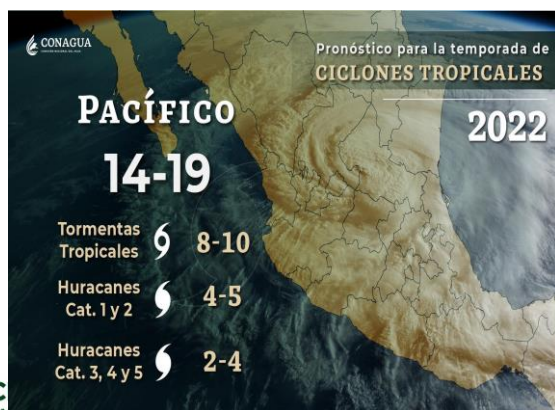 CONAGUA
Pronóstico para la temporada de
CICLONES TROPICALES
2022
PACÍFICO
14-19
Tormentas
Tropicales
8-10
Huracanes
Cat. 1 y 2
4-5
Huracanes
Cat. 3, 4 y 5
2-4